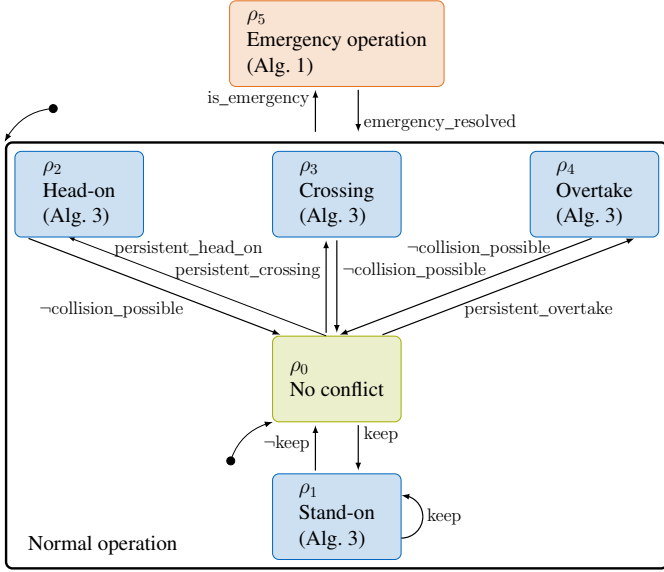 ρ₅
Emergency operation
(Alg. 1)
is_emergency
emergency_resolved
ρ₂
Head-on
(Alg. 3)
ρ₃
Crossing
(Alg. 3)
ρ₄
Overtake
(Alg. 3)
persistent_head_on
¬collision_possible
persistent_crossing
¬collision_possible
¬collision_possible
persistent_overtake
ρ₀
No conflict
¬keep
keep
ρ₁
Stand-on
(Alg. 3)
keep
Normal operation